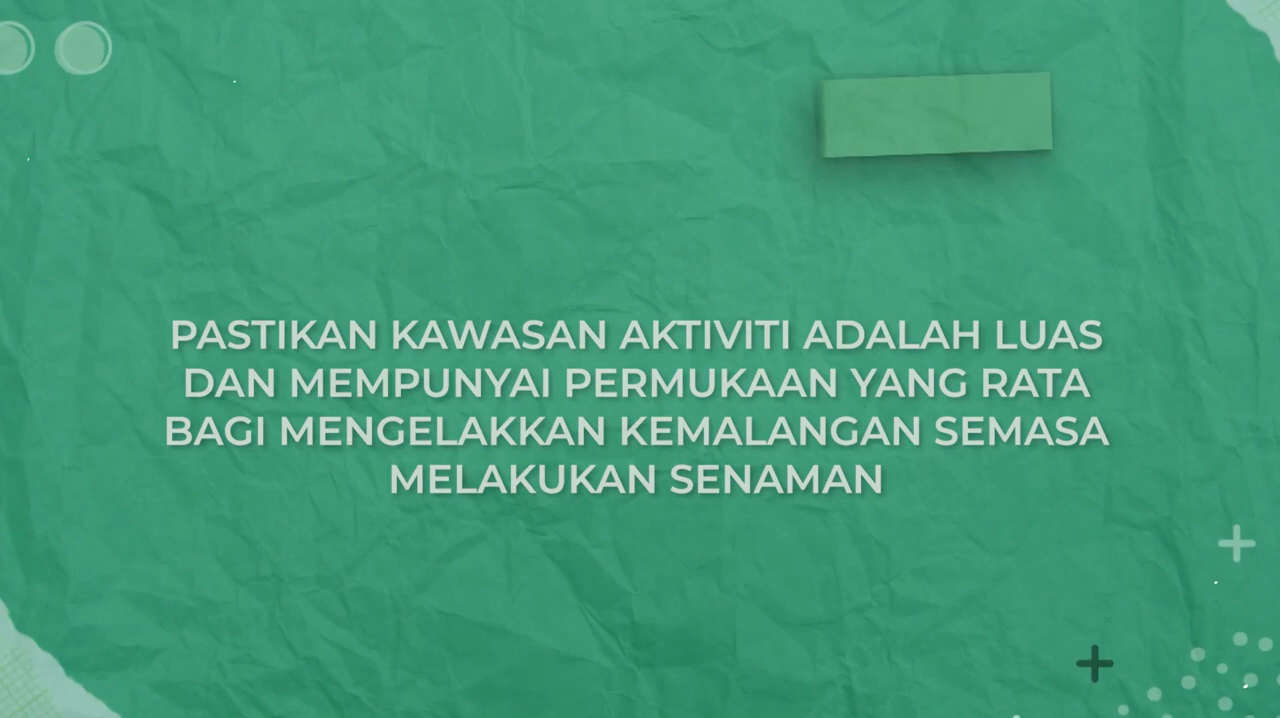 PASTIKAN KAWASAN AKTIVITI ADALAH LUAS
DAN MEMPUNYAI PERMUKAAN YANG RATA
BAGI MENGELAKKAN KEMALANGAN SEMASA
MELAKUKAN SENAMAN